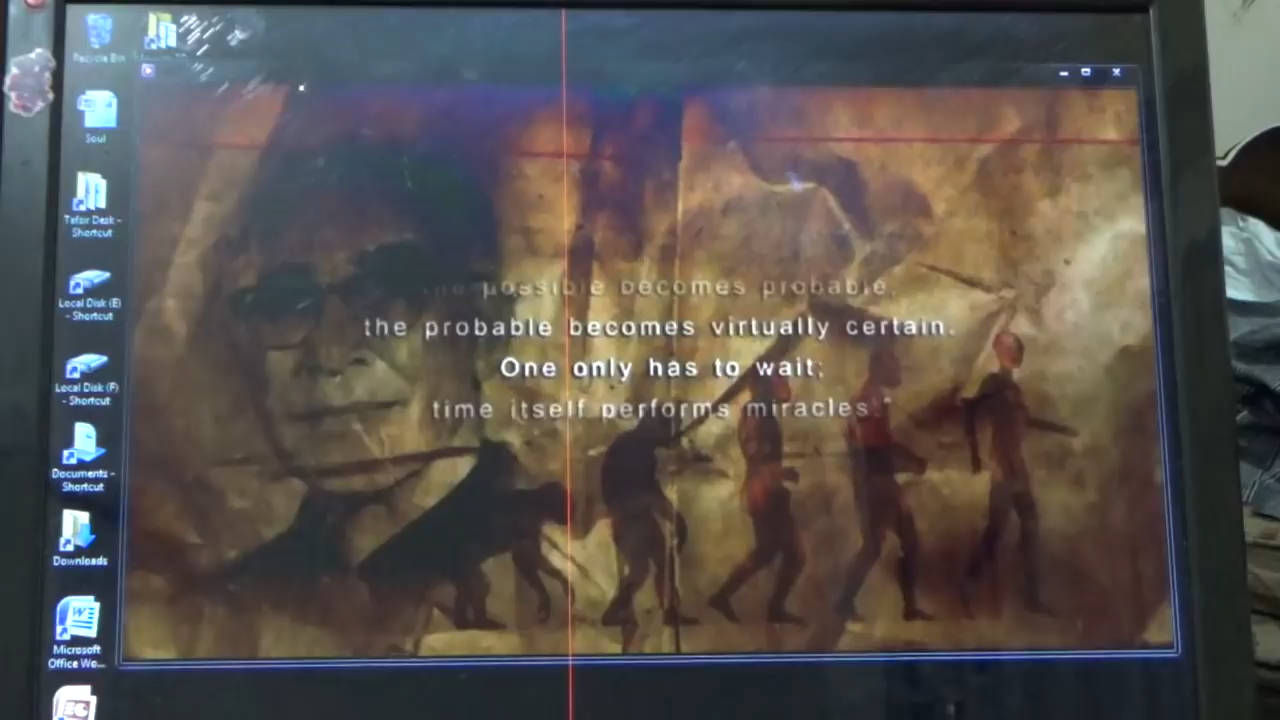 Recycle Bin
Soul
Tafsir Desk -
Shortcut
Local Disk (E)
- Shortcut
Local Disk (F)
- Shortcut
Documents -
Shortcut
Downloads
Microsoft
Office Wo...
the possible becomes probable,
the probable becomes virtually certain.
One only has to wait;
time itself performs miracles."